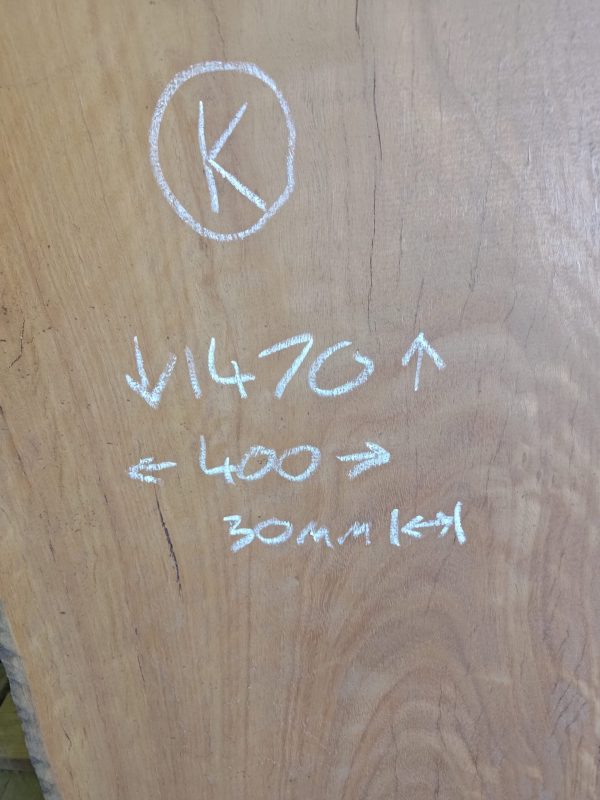 K
↓1470↑
← 400 →
30mm |↔|